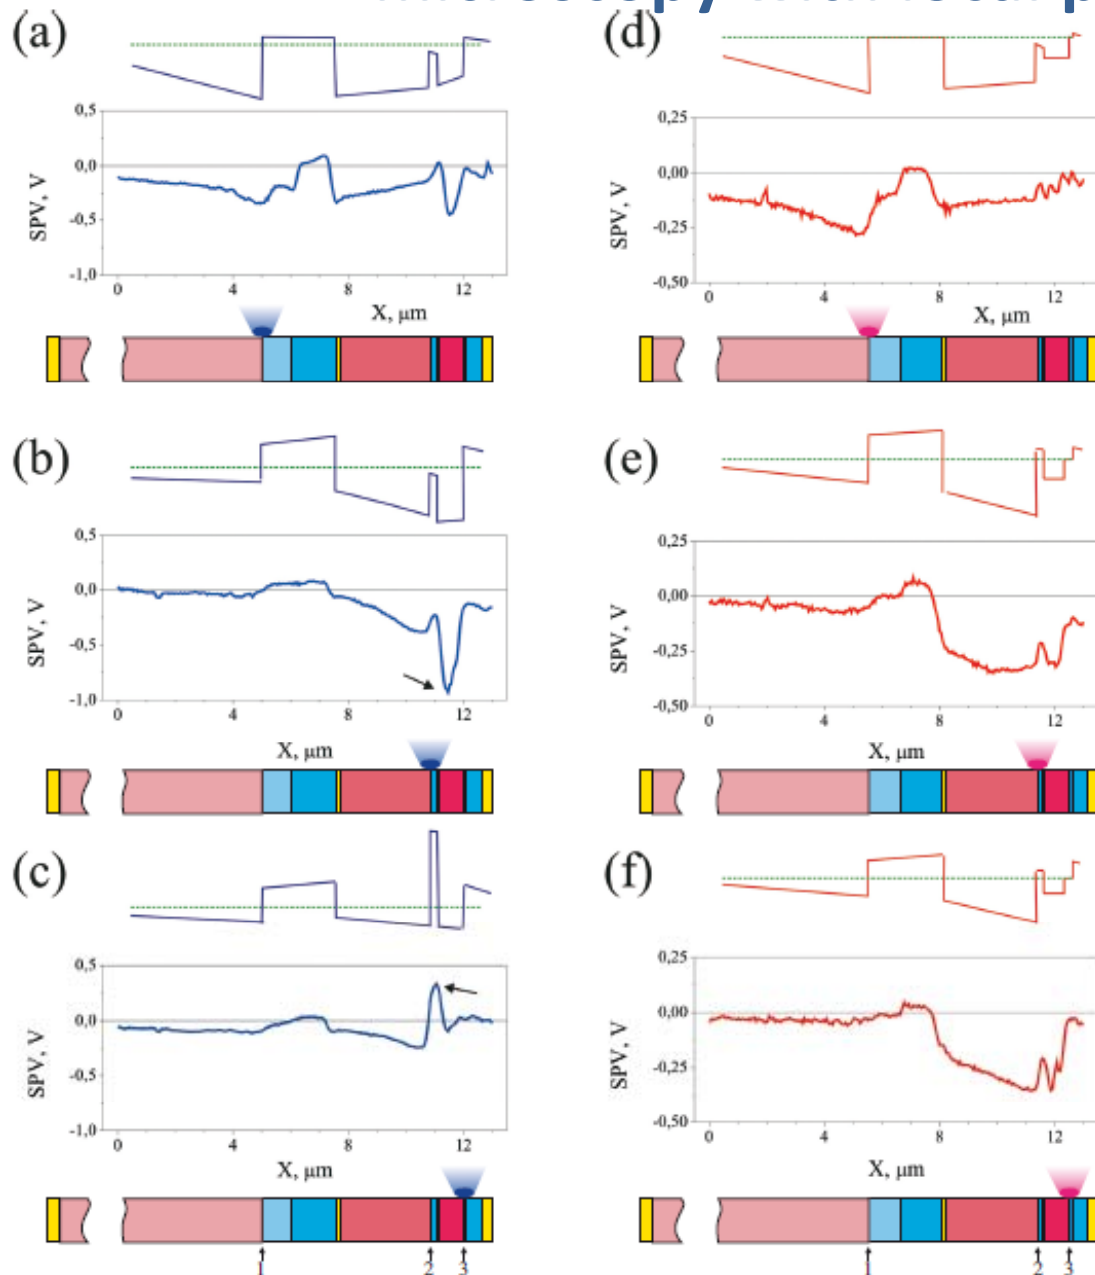 (a)
0,5
0,0
-0,5
-1,0
SPV, V
0 4 8 12
X, μm
(d)
0,25
0,00
-0,25
-0,50
SPV, V
0 4 8 12
X, μm
(b)
0,5
0,0
-0,5
-1,0
SPV, V
0 4 8 12
X, μm
(e)
0,25
0,00
-0,25
-0,50
SPV, V
0 4 8 12
X, μm
(c)
0,5
0,0
-0,5
-1,0
SPV, V
0 4 8 12
X, μm
1 2 3
(f)
0,25
0,00
-0,25
-0,50
SPV, V
0 4 8 12
X, μm
1 2 3